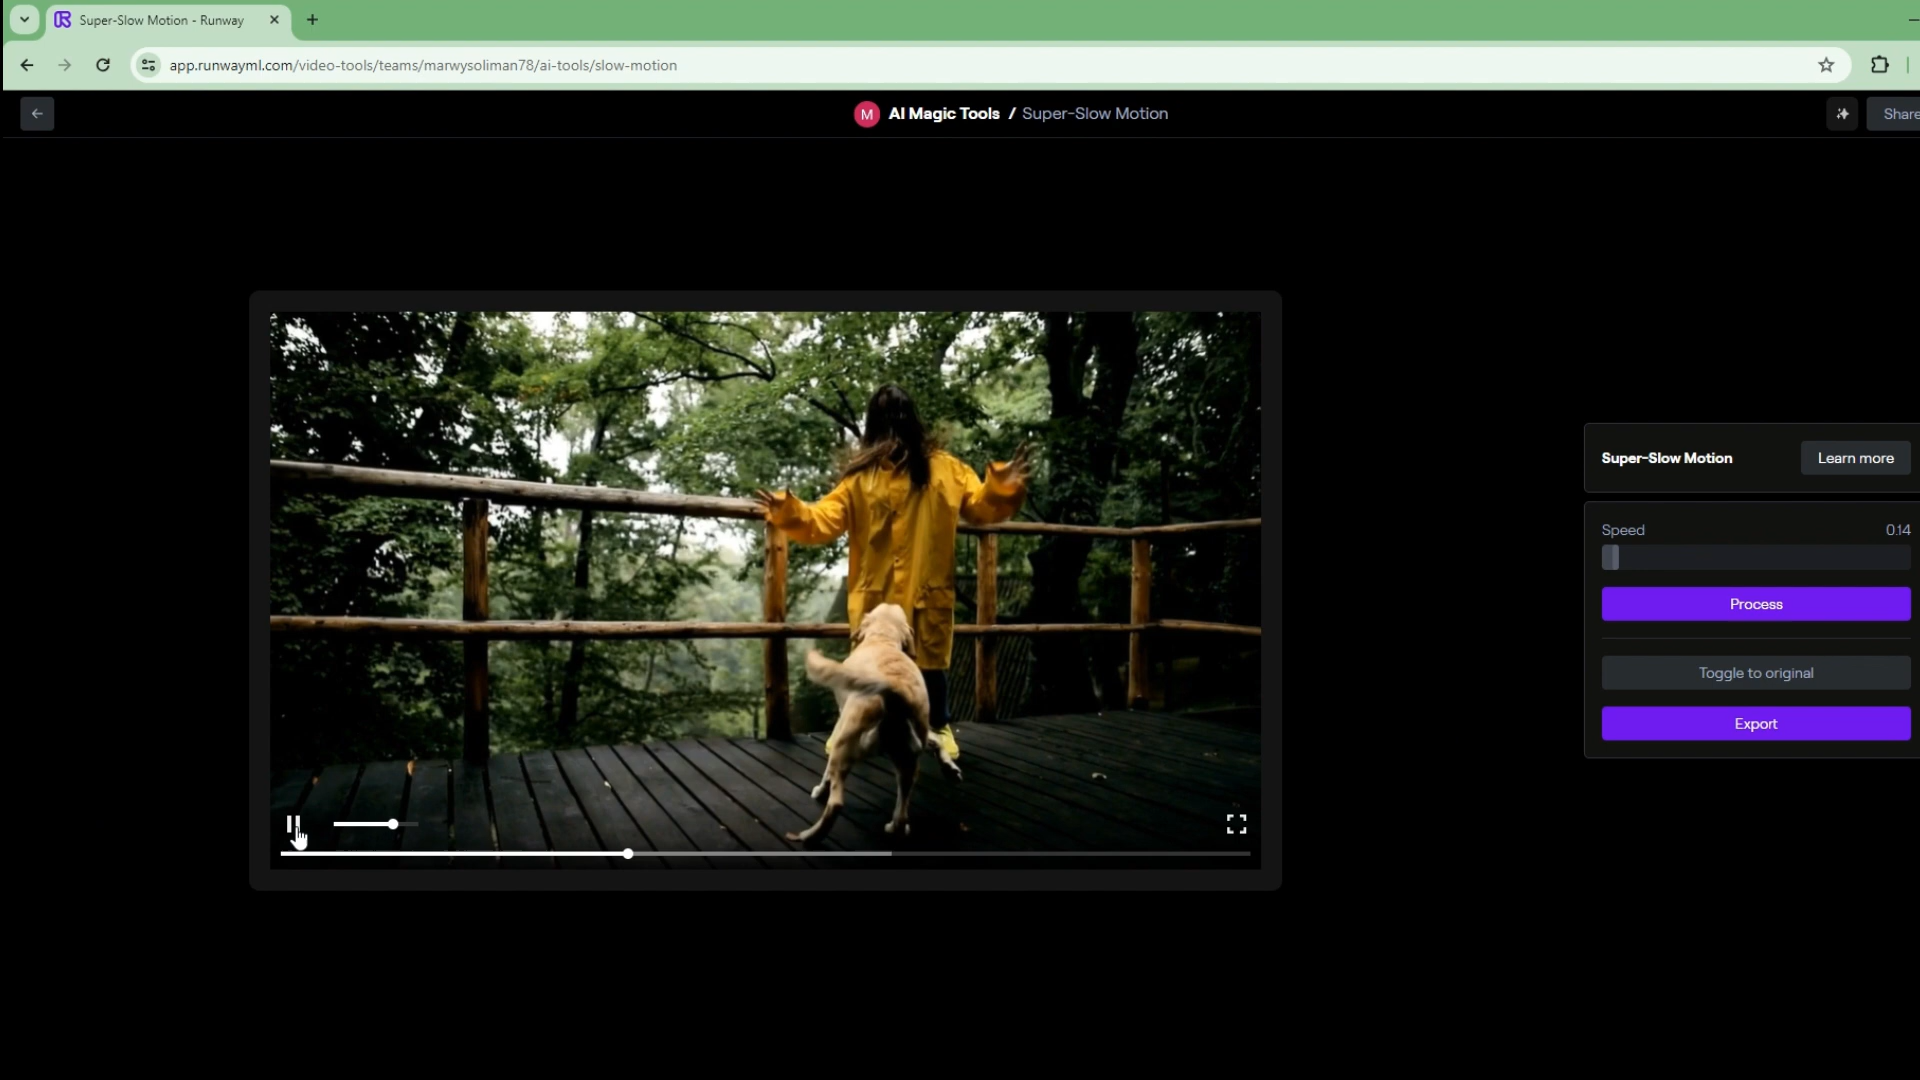 Super-Slow Motion - Runway
app.runwayml.com/video-tools/teams/marwysoliman78/ai-tools/slow-motion
M AI Magic Tools / Super-Slow Motion
Share
Super-Slow Motion
Learn more
Speed
0.14
Process
Toggle to original
Export